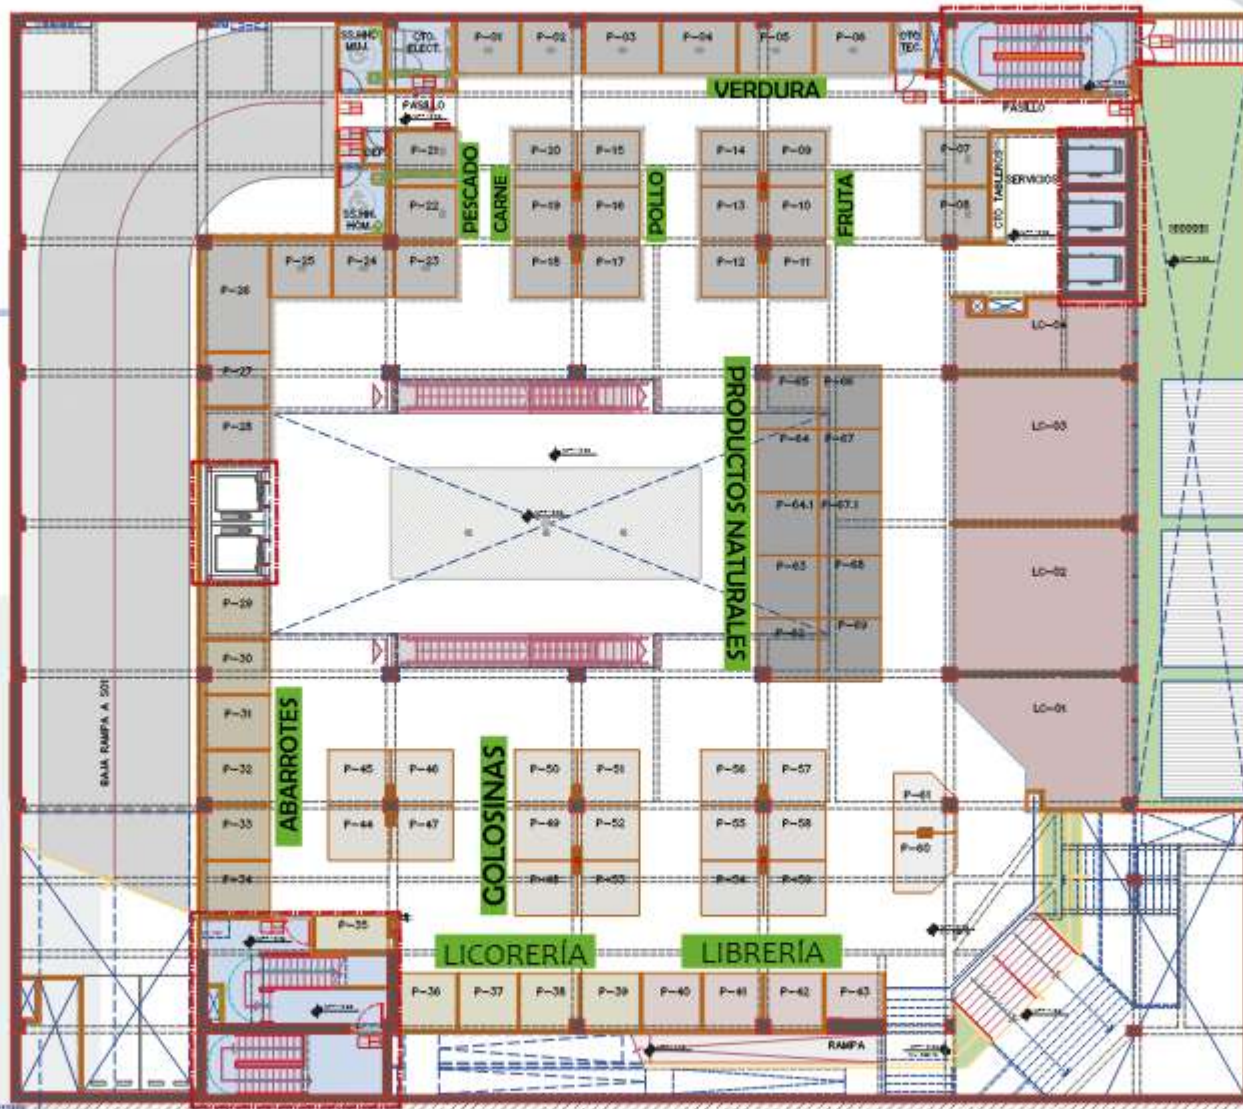 SS.HH.
MUJ.
CTO.
ELECT.
P-01
P-02
P-03
P-04
P-05
P-06
CTO.
TEC.
VERDURA
PASILLO
PASILLO
P-21
P-20
P-15
P-14
P-09
P-07
DEP
PESCADO
CARNE
POLLO
FRUTA
CTO TABLEROS
SERVICIOS
P-22
P-19
P-16
P-13
P-10
P-08
SS.HH.
HOM.
P-25
P-24
P-23
P-18
P-17
P-12
P-11
P-26
LC-04
P-27
P-65
P-66
P-28
P-64
P-67
LC-03
PRODUCTOS NATURALES
P-64.1
P-67.1
P-63
P-68
LC-02
P-29
P-62
P-69
P-30
BAJA RAMPA A S01
P-31
LC-01
ABARROTES
GOLOSINAS
P-32
P-45
P-46
P-50
P-51
P-56
P-57
P-61
P-33
P-44
P-47
P-49
P-52
P-55
P-58
P-60
P-34
P-48
P-53
P-54
P-59
P-35
LICORERÍA
LIBRERÍA
P-36
P-37
P-38
P-39
P-40
P-41
P-42
P-43
RAMPA